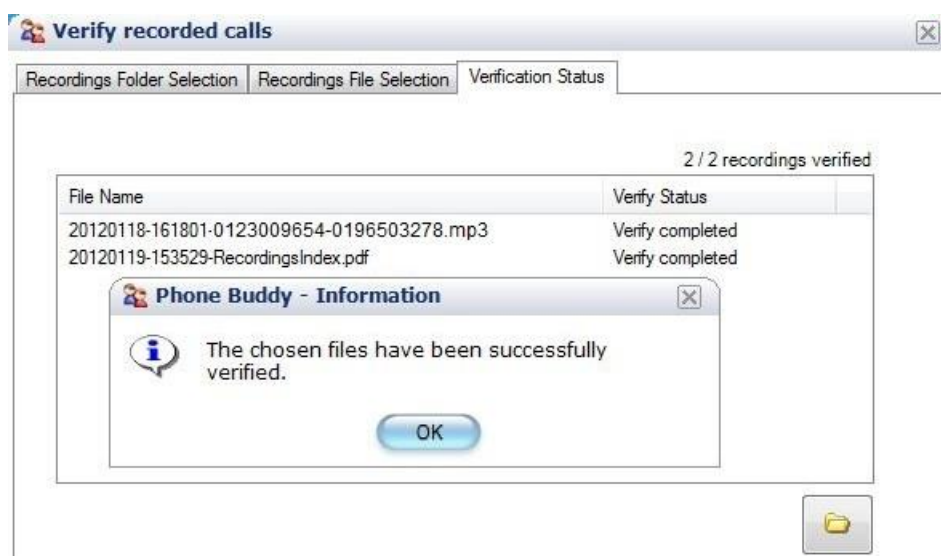 Verify recorded calls
Recordings Folder Selection Recordings File Selection Verification Status
2 / 2 recordings verified
File Name Verify Status
20120118-161801-0123009654-0196503278.mp3 Verify completed
20120119-153529-RecordingsIndex.pdf Verify completed
Phone Buddy - Information
The chosen files have been successfully
verified.
OK